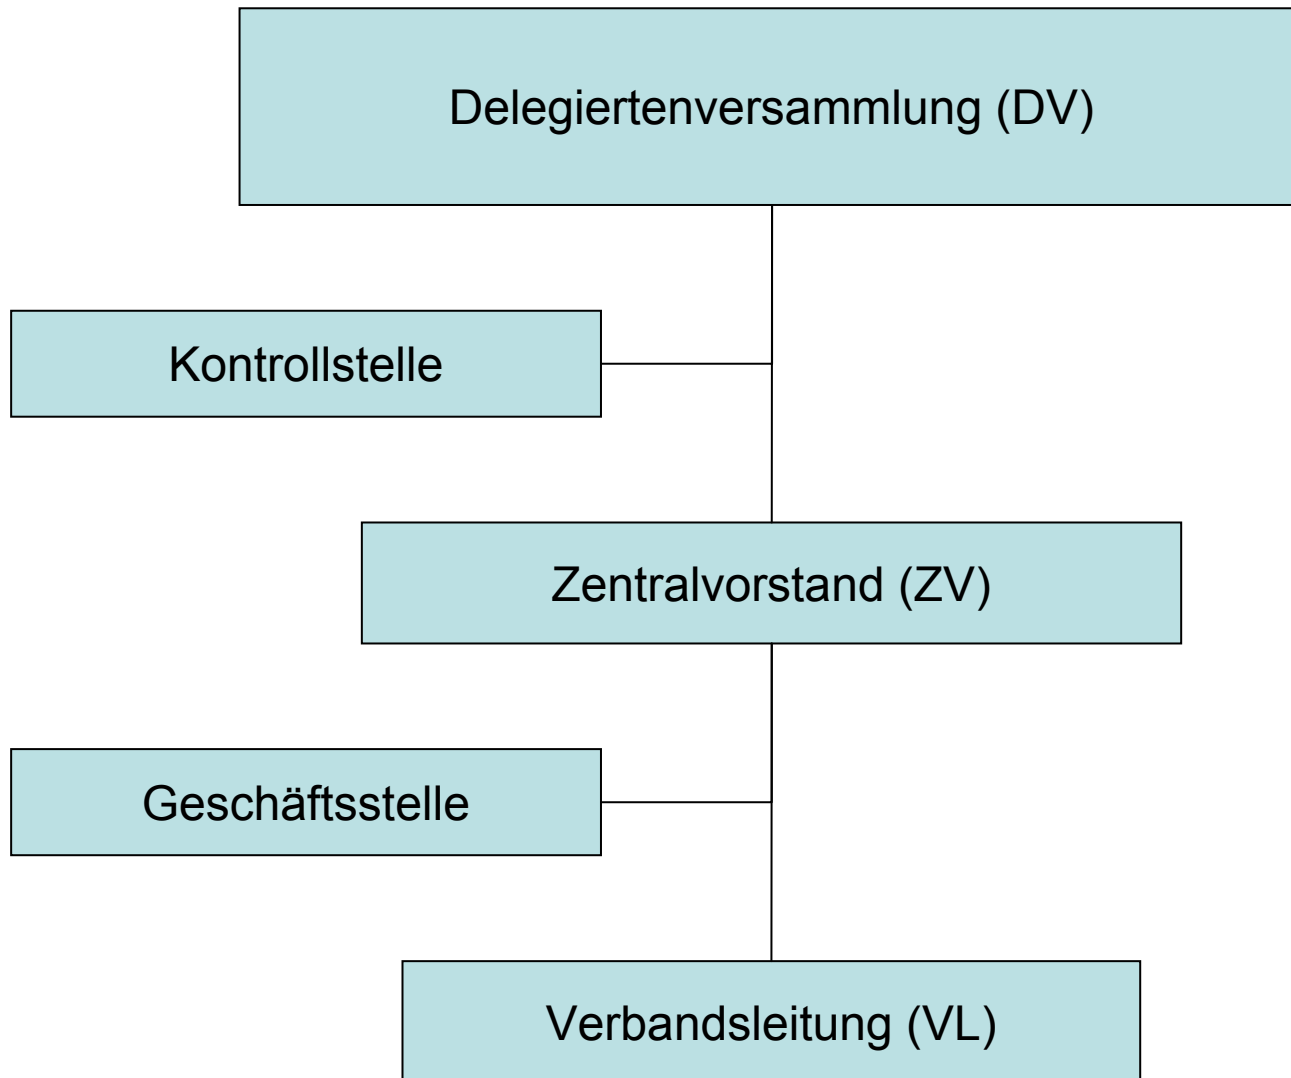 Delegiertenversammlung (DV)
Kontrollstelle
Zentralvorstand (ZV)
Geschäftsstelle
Verbandsleitung (VL)